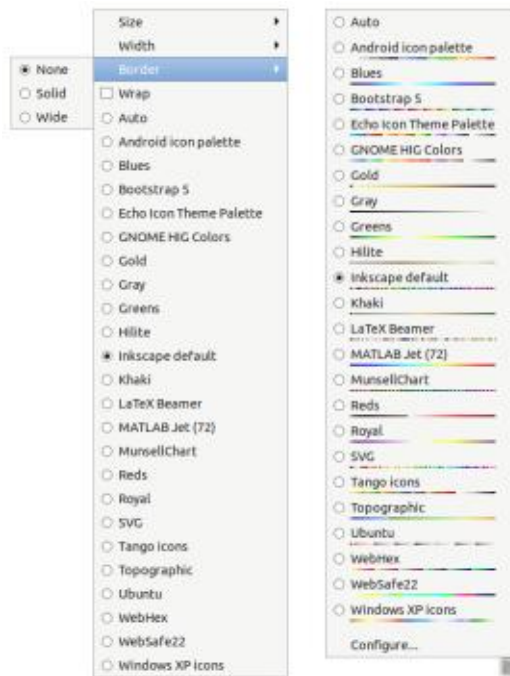 Size
Width
Border
None
Solid
Wide
Wrap
Auto
Android icon palette
Blues
Bootstrap 5
Echo Icon Theme Palette
GNOME HIG Colors
Gold
Gray
Greens
Hilite
Inkscape default
Khaki
LaTeX Beamer
MATLAB Jet (72)
MunsellChart
Reds
Royal
SVG
Tango icons
Topographic
Ubuntu
WebHex
WebSafe22
Windows XP icons
Auto
Android icon palette
Blues
Bootstrap 5
Echo Icon Theme Palette
GNOME HIG Colors
Gold
Gray
Greens
Hilite
Inkscape default
Khaki
LaTeX Beamer
MATLAB Jet (72)
MunsellChart
Reds
Royal
SVG
Tango icons
Topographic
Ubuntu
WebHex
WebSafe22
Windows XP icons
Configure...